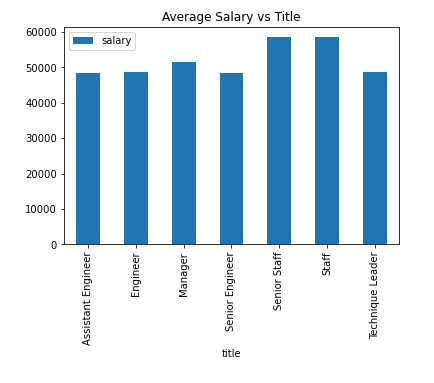 Average Salary vs Title
salary
60000
50000
40000
30000
20000
10000
0
Assistant Engineer
Engineer
Manager
Senior Engineer
Senior Staff
Staff
Technique Leader
title